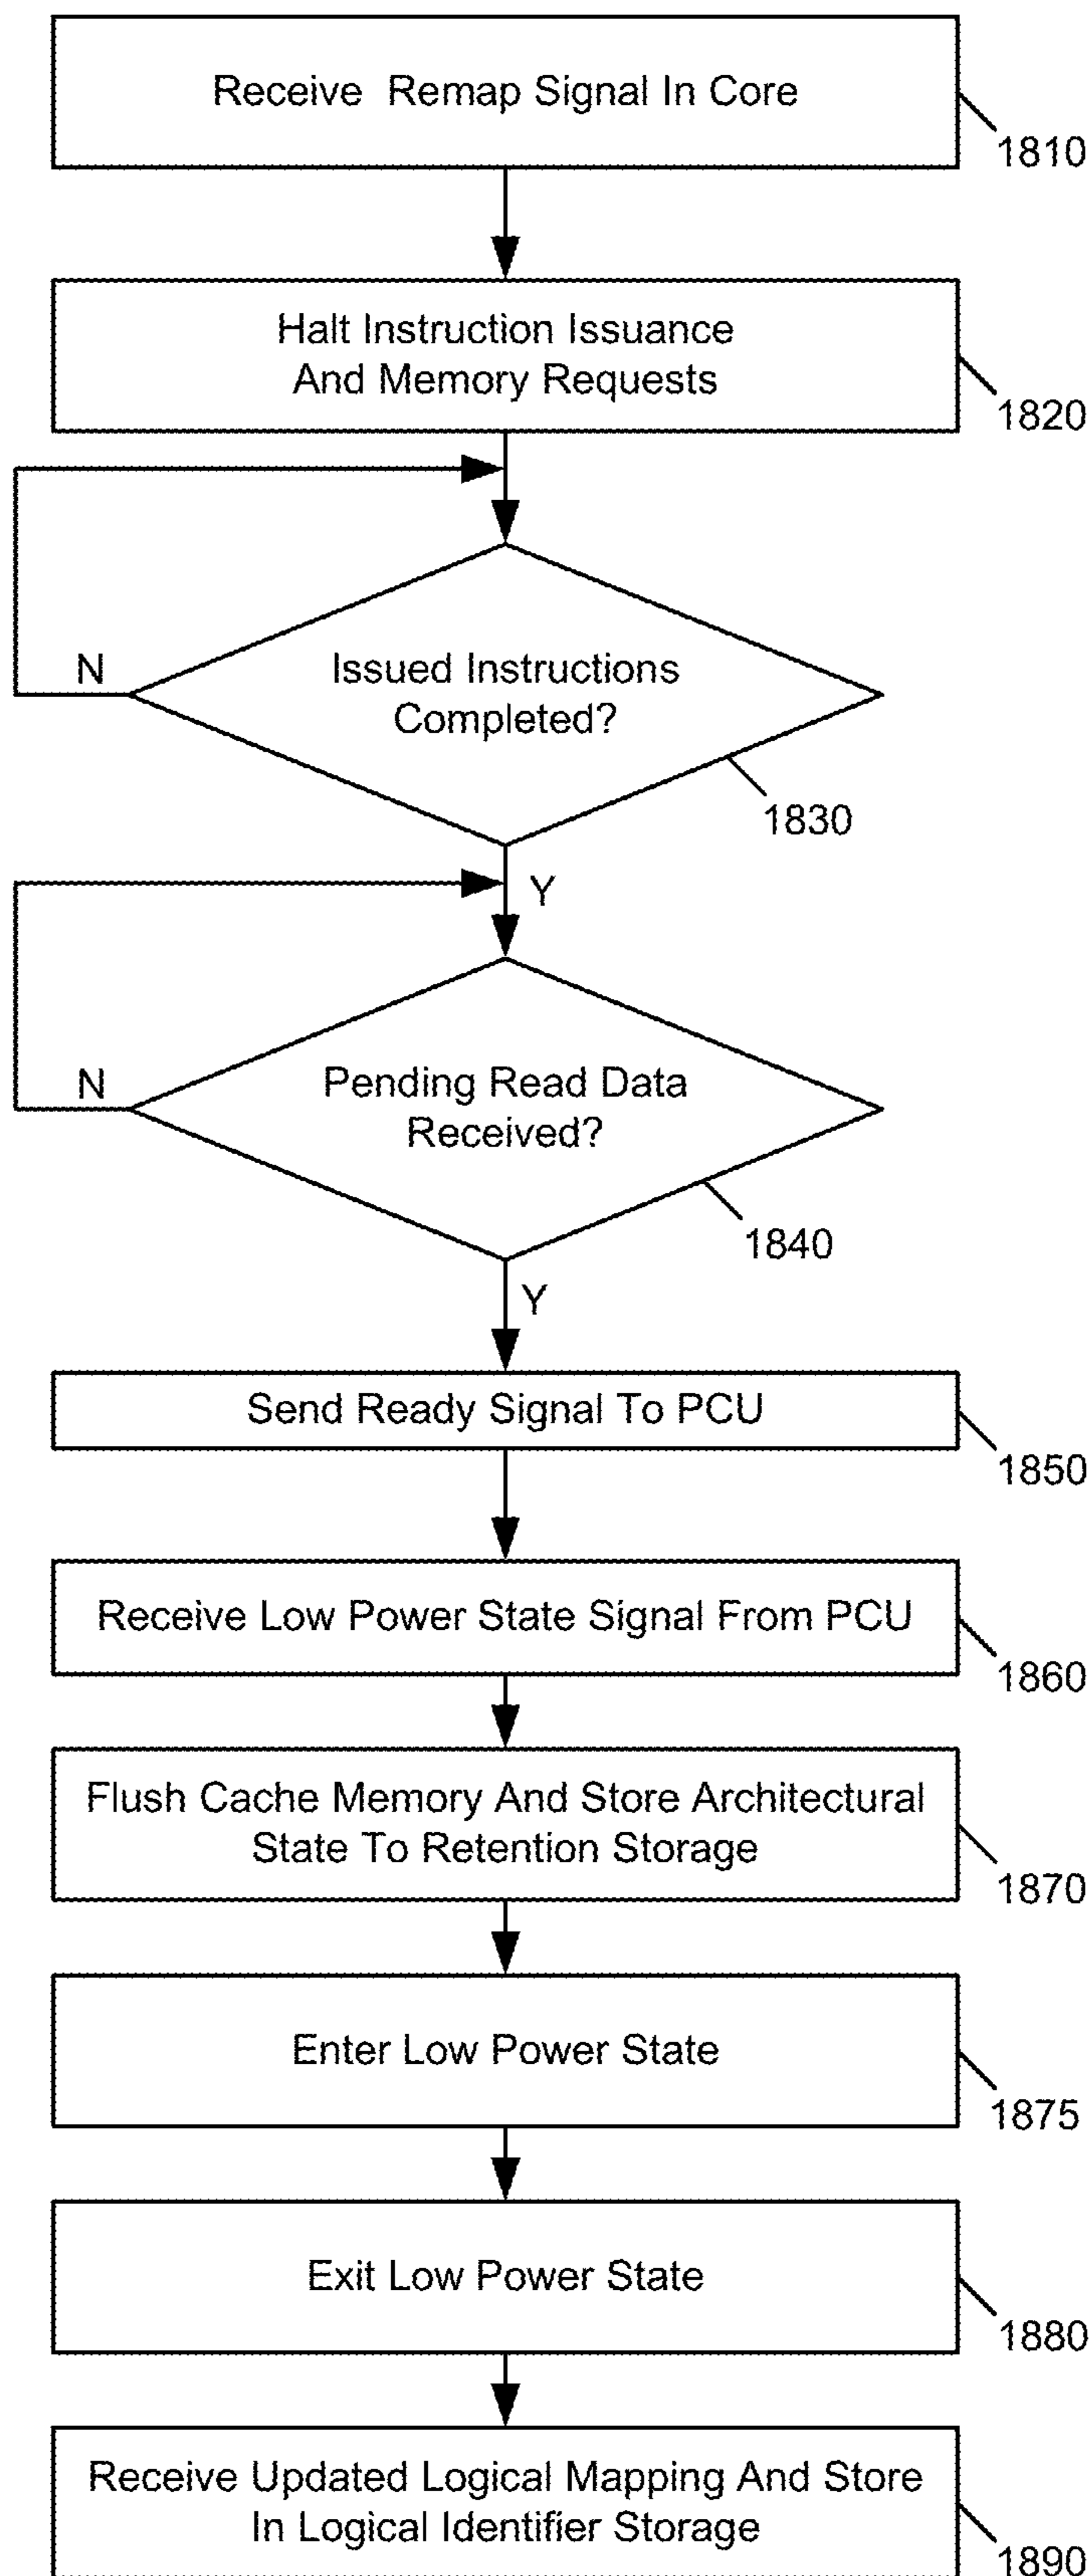 Receive Remap Signal In Core
1810
Halt Instruction Issuance
And Memory Requests
1820
N
Issued Instructions
Completed?
1830
Y
N
Pending Read Data
Received?
1840
Y
Send Ready Signal To PCU
1850
Receive Low Power State Signal From PCU
1860
Flush Cache Memory And Store Architectural
State To Retention Storage
1870
Enter Low Power State
1875
Exit Low Power State
1880
Receive Updated Logical Mapping And Store
In Logical Identifier Storage
1890